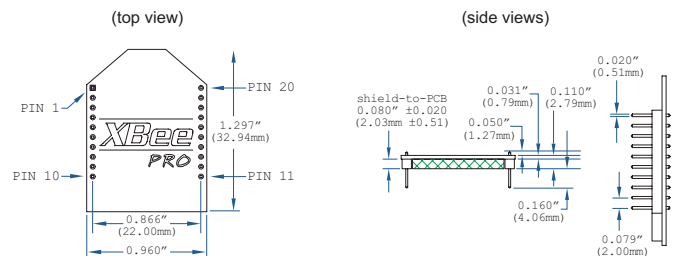 (top view)
(side views)
PIN 20
PIN 1
XBee
PRO
1.297”
(32.94mm)
PIN 10
PIN 11
0.866”
(22.00mm)
0.960”
shield-to-PCB
0.080” ±0.020
(2.03mm ±0.51)
0.031”
(0.79mm)
0.110”
(2.79mm)
0.050”
(1.27mm)
0.160”
(4.06mm)
0.020”
(0.51mm)
0.079”
(2.00mm)